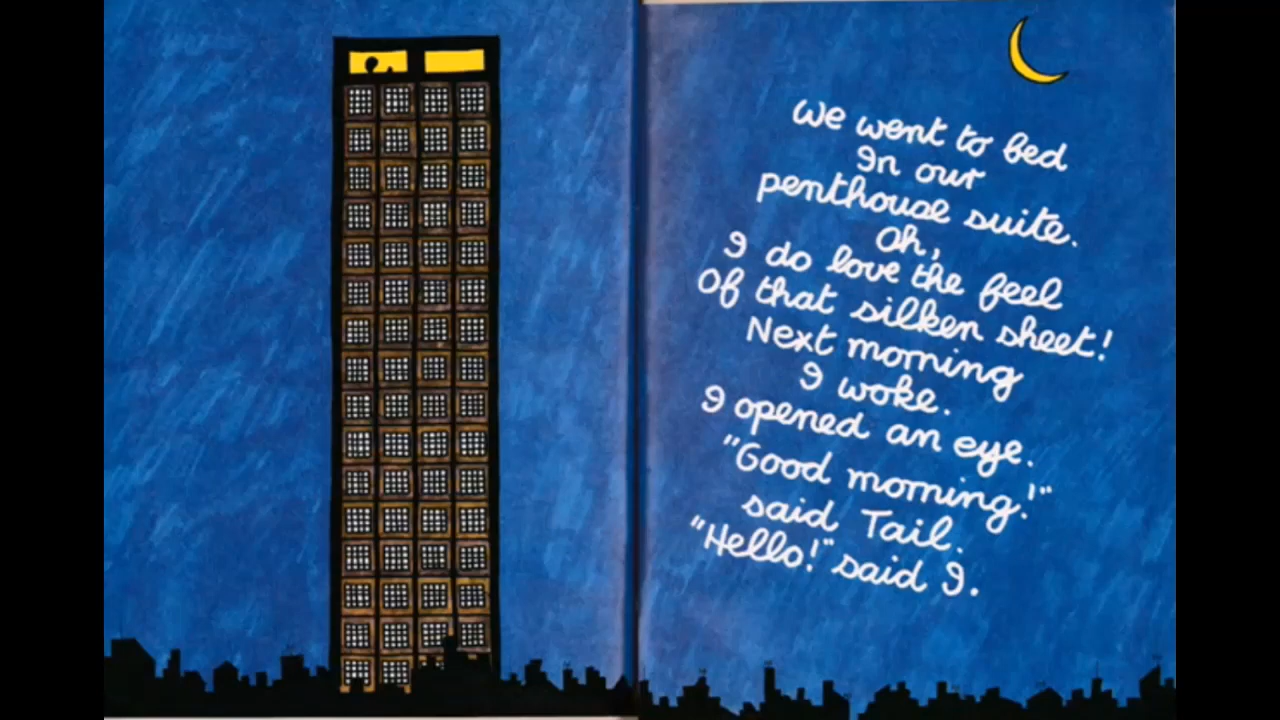 We went to bed
In our
penthouse suite.
Oh,
I do love the feel
Of that silken sheet!
Next morning
I woke.
I opened an eye.
"Good morning!"
said Tail.
"Hello!" said I.